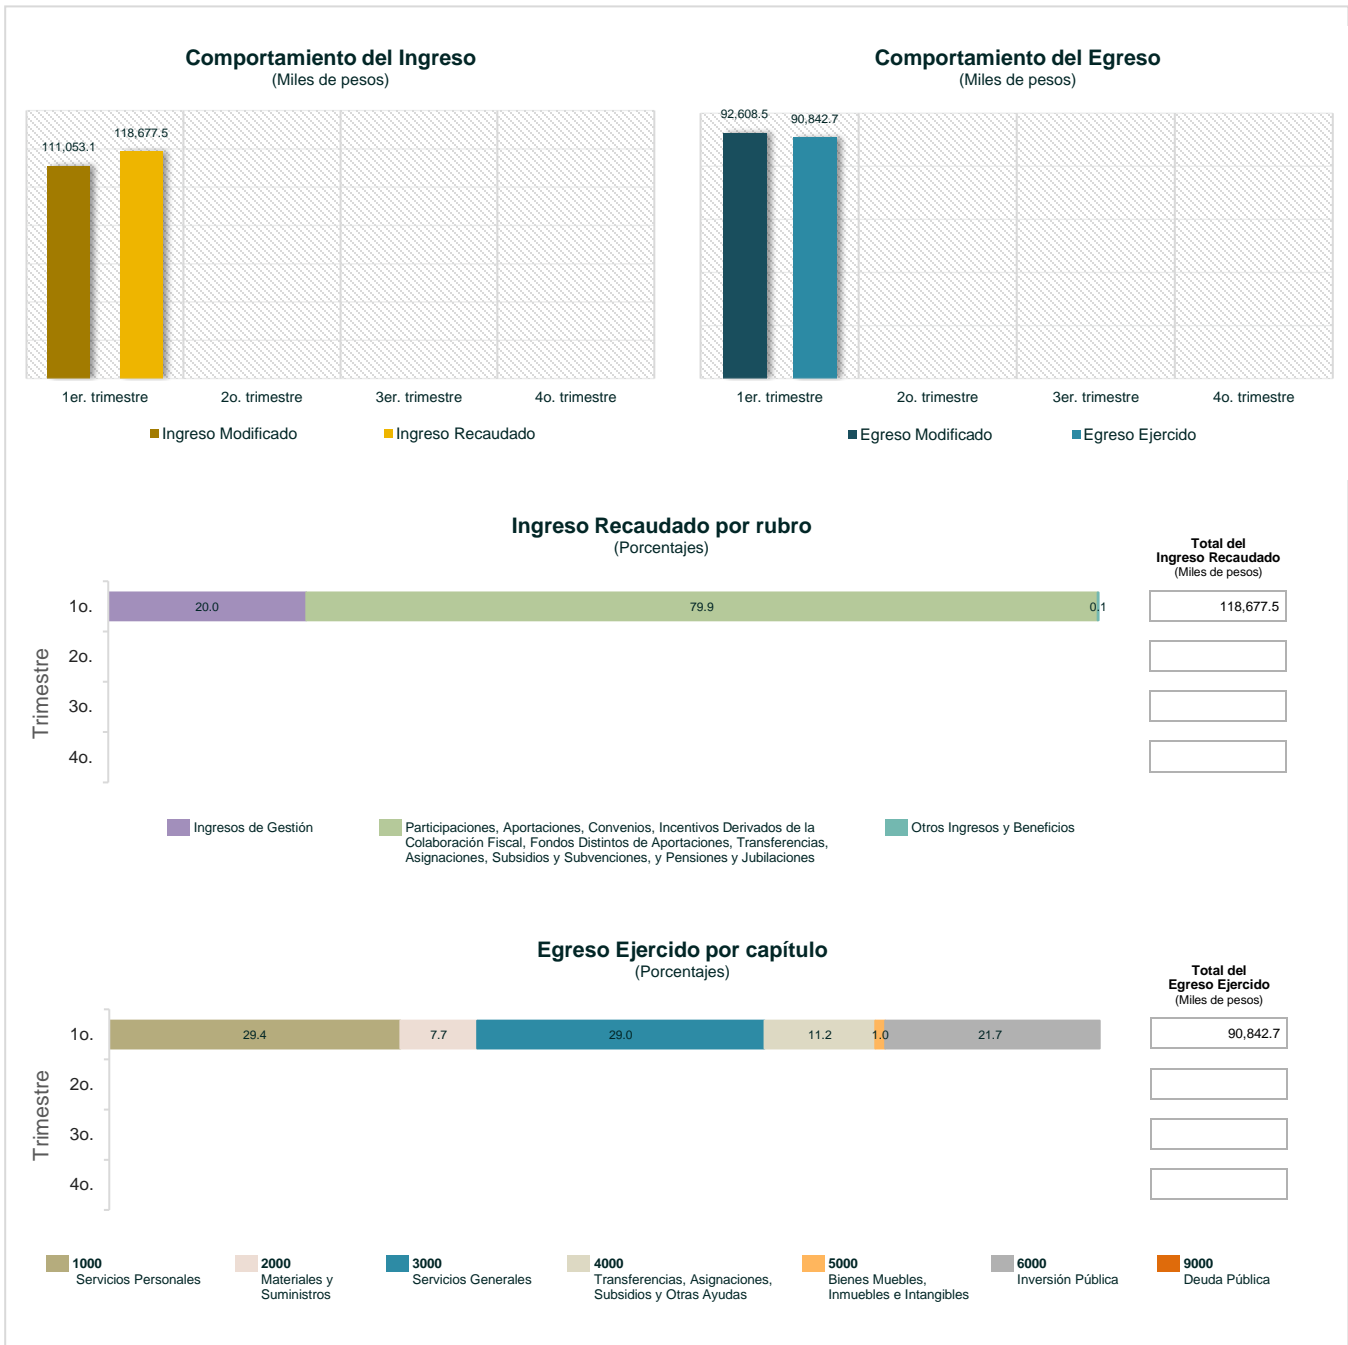 Comportamiento del Ingreso
(Miles de pesos)
111,053.1
118,677.5
1er. trimestre
2o. trimestre
3er. trimestre
4o. trimestre
Ingreso Modificado
Ingreso Recaudado
Comportamiento del Egreso
(Miles de pesos)
92,608.5
90,842.7
1er. trimestre
2o. trimestre
3er. trimestre
4o. trimestre
Egreso Modificado
Egreso Ejercido
Ingreso Recaudado por rubro
(Porcentajes)
Total del
Ingreso Recaudado
(Miles de pesos)
Trimestre
1o.
20.0
79.9
0.1
118,677.5
2o.
3o.
4o.
Ingresos de Gestión
Participaciones, Aportaciones, Convenios, Incentivos Derivados de la
Colaboración Fiscal, Fondos Distintos de Aportaciones, Transferencias,
Asignaciones, Subsidios y Subvenciones, y Pensiones y Jubilaciones
Otros Ingresos y Beneficios
Egreso Ejercido por capítulo
(Porcentajes)
Total del
Egreso Ejercido
(Miles de pesos)
Trimestre
1o.
29.4
7.7
29.0
11.2
1.0
21.7
90,842.7
2o.
3o.
4o.
1000
Servicios Personales
2000
Materiales y
Suministros
3000
Servicios Generales
4000
Transferencias, Asignaciones,
Subsidios y Otras Ayudas
5000
Bienes Muebles,
Inmuebles e Intangibles
6000
Inversión Pública
9000
Deuda Pública